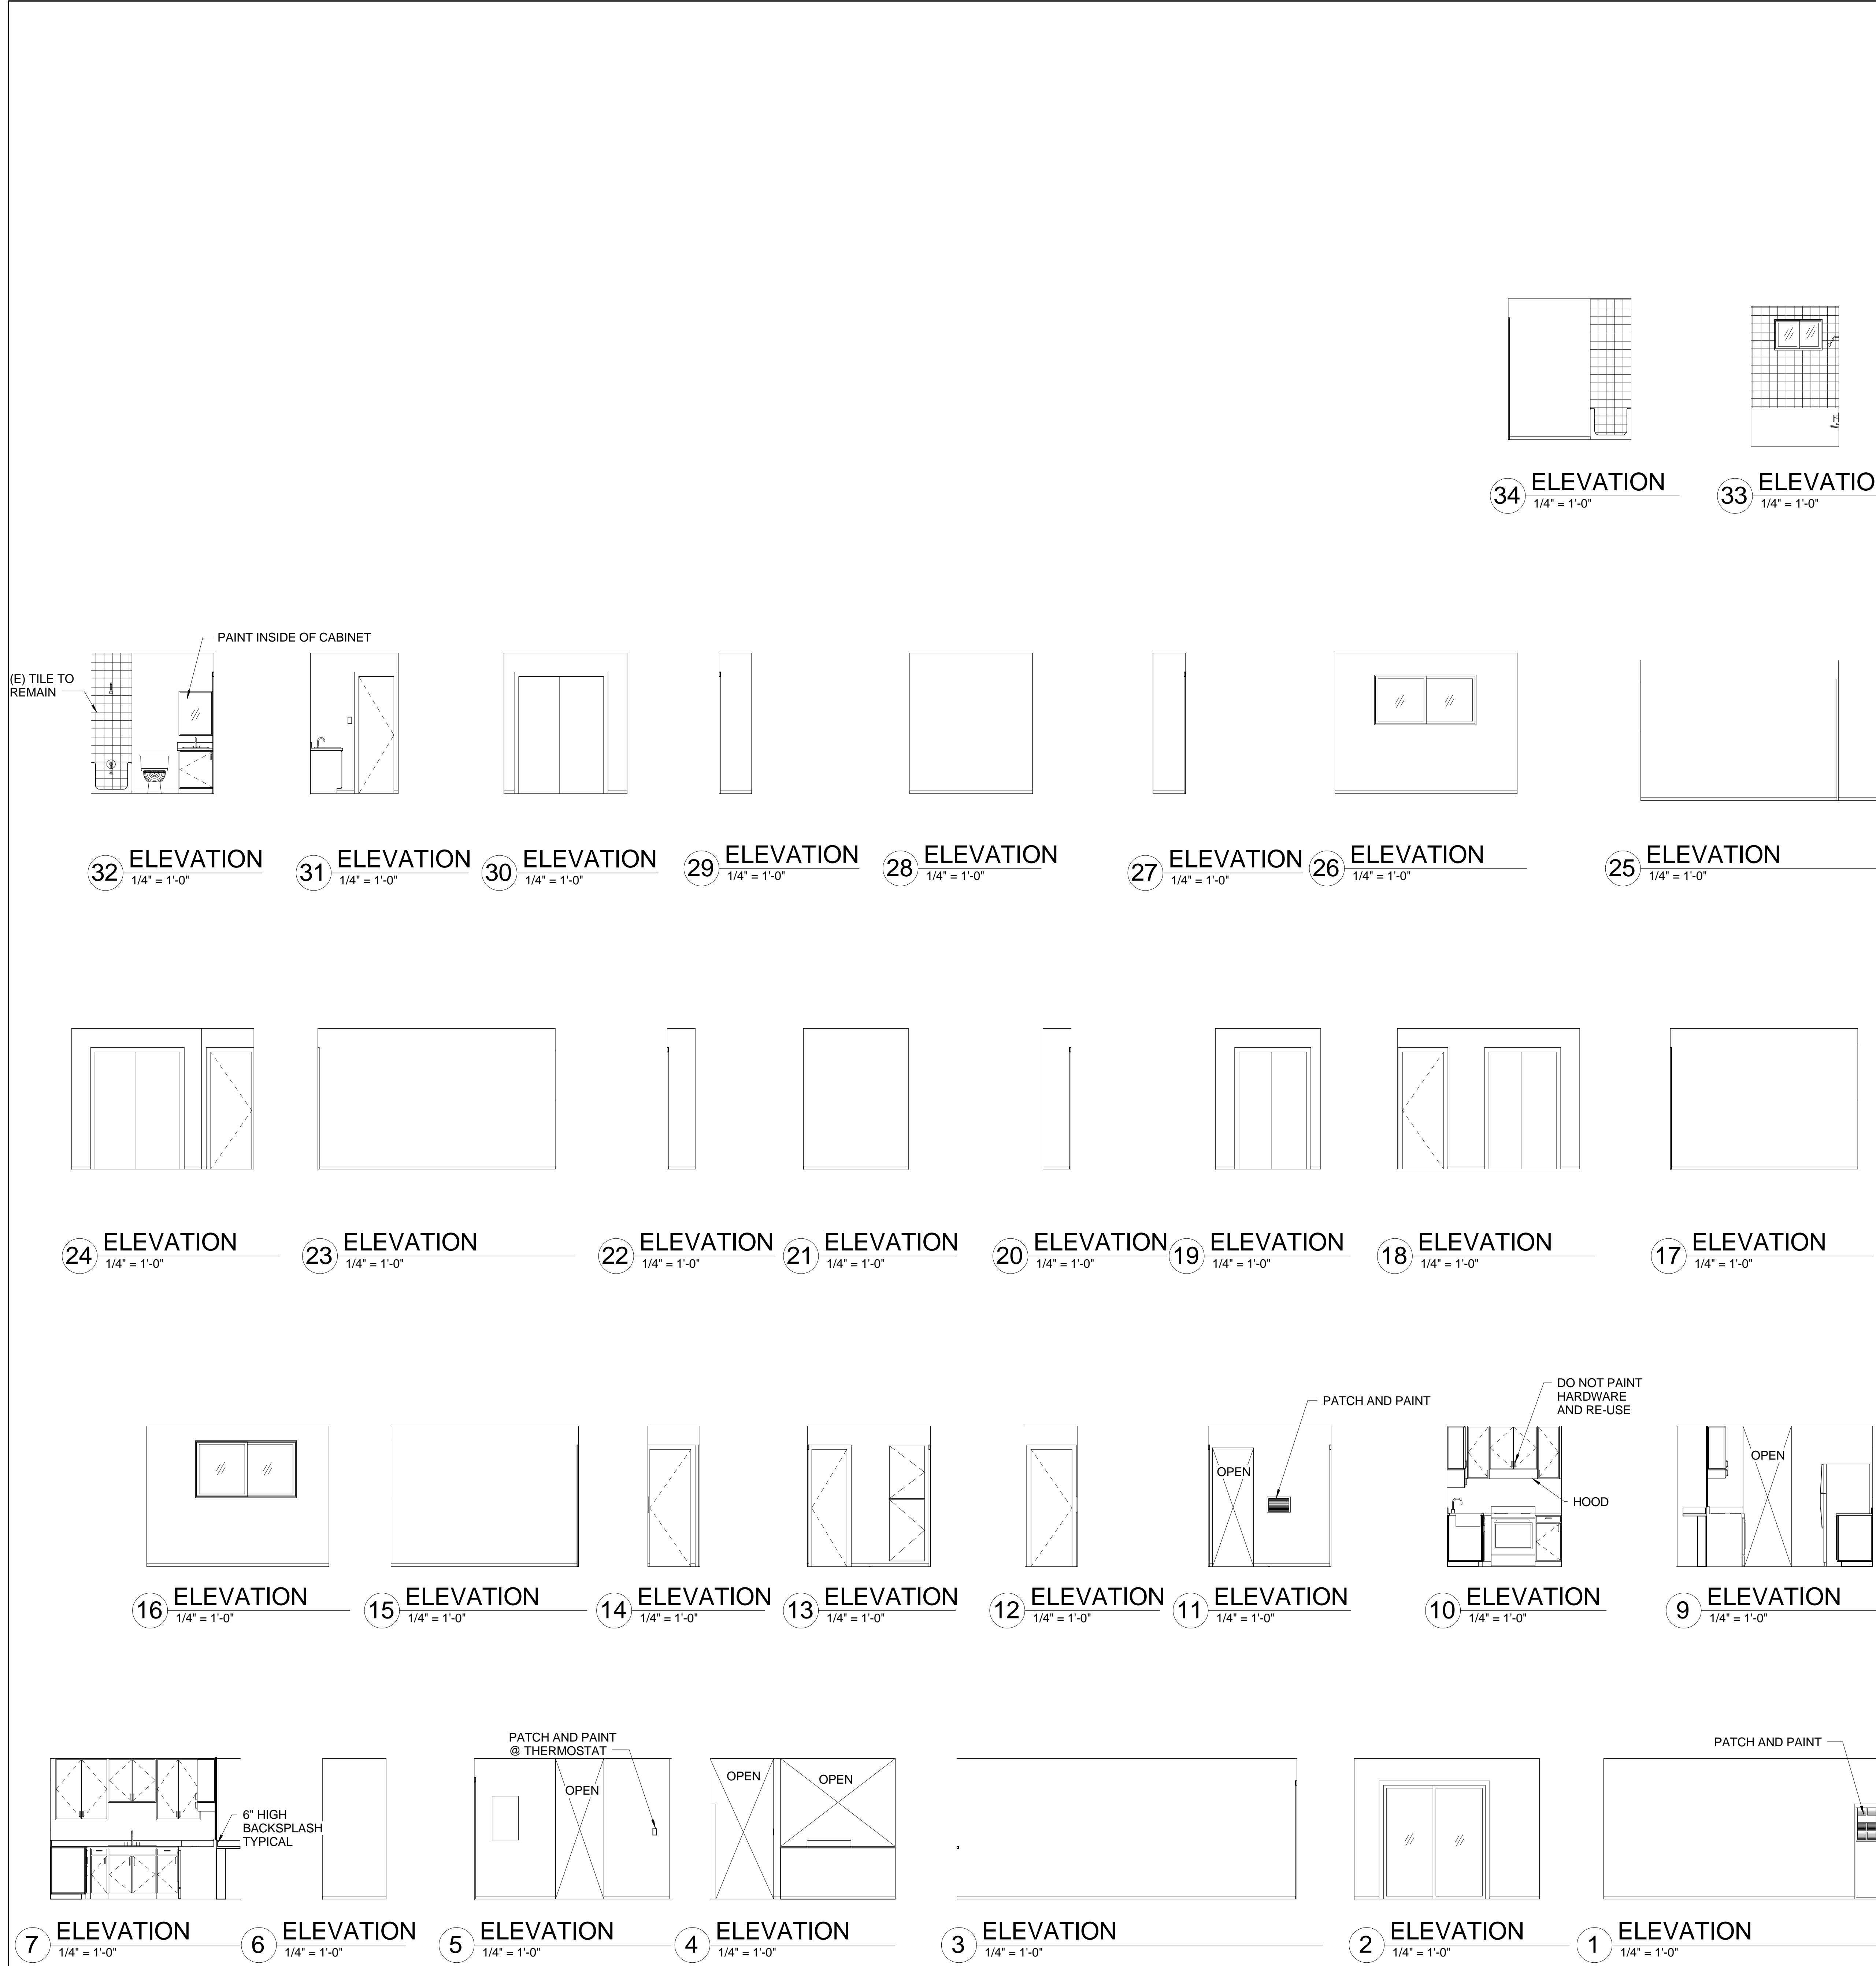 34 ELEVATION
1/4" = 1'-0"
33 ELEVATIO
1/4" = 1'-0"
PAINT INSIDE OF CABINET
(E) TILE TO
REMAIN
32 ELEVATION
1/4" = 1'-0"
31 ELEVATION
1/4" = 1'-0"
30 ELEVATION
1/4" = 1'-0"
29 ELEVATION
1/4" = 1'-0"
28 ELEVATION
1/4" = 1'-0"
27 ELEVATION
1/4" = 1'-0"
26 ELEVATION
1/4" = 1'-0"
25 ELEVATION
1/4" = 1'-0"
24 ELEVATION
1/4" = 1'-0"
23 ELEVATION
1/4" = 1'-0"
22 ELEVATION
1/4" = 1'-0"
21 ELEVATION
1/4" = 1'-0"
20 ELEVATION
1/4" = 1'-0"
19 ELEVATION
1/4" = 1'-0"
18 ELEVATION
1/4" = 1'-0"
17 ELEVATION
1/4" = 1'-0"
16 ELEVATION
1/4" = 1'-0"
15 ELEVATION
1/4" = 1'-0"
14 ELEVATION
1/4" = 1'-0"
13 ELEVATION
1/4" = 1'-0"
12 ELEVATION
1/4" = 1'-0"
PATCH AND PAINT
OPEN
11 ELEVATION
1/4" = 1'-0"
DO NOT PAINT
HARDWARE
AND RE-USE
HOOD
10 ELEVATION
1/4" = 1'-0"
OPEN
9 ELEVATION
1/4" = 1'-0"
6" HIGH
BACKSPLASH
TYPICAL
7 ELEVATION
1/4" = 1'-0"
6 ELEVATION
1/4" = 1'-0"
PATCH AND PAINT
@ THERMOSTAT
OPEN
5 ELEVATION
1/4" = 1'-0"
OPEN
OPEN
4 ELEVATION
1/4" = 1'-0"
3 ELEVATION
1/4" = 1'-0"
2 ELEVATION
1/4" = 1'-0"
PATCH AND PAINT
1 ELEVATION
1/4" = 1'-0"